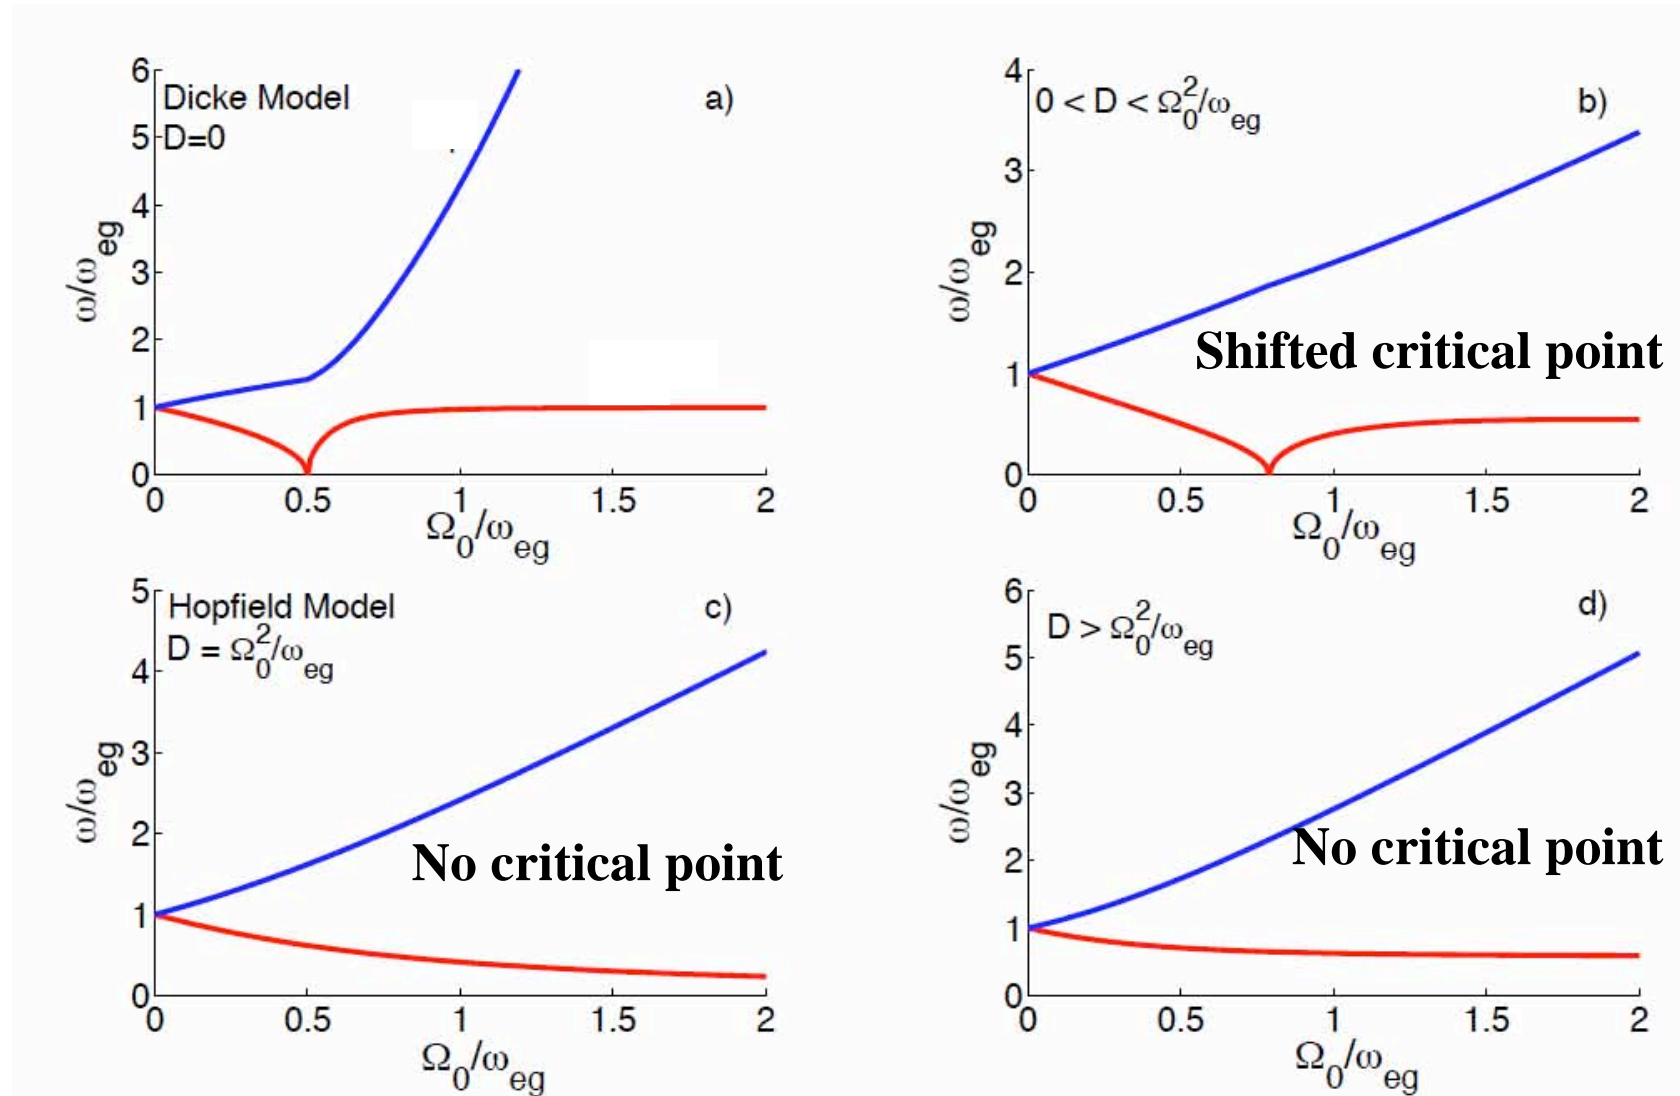 6
5
4
3
2
1
0
Dicke Model
D=0
a)
ω/ω_eg
0 0.5 1 1.5 2
Ω_0/ω_eg
4
3
2
1
0
0 < D < Ω_0^2/ω_eg
b)
Shifted critical point
ω/ω_eg
0 0.5 1 1.5 2
Ω_0/ω_eg
5
4
3
2
1
0
Hopfield Model
D = Ω_0^2/ω_eg
c)
No critical point
ω/ω_eg
0 0.5 1 1.5 2
Ω_0/ω_eg
6
5
4
3
2
1
0
D > Ω_0^2/ω_eg
d)
No critical point
ω/ω_eg
0 0.5 1 1.5 2
Ω_0/ω_eg